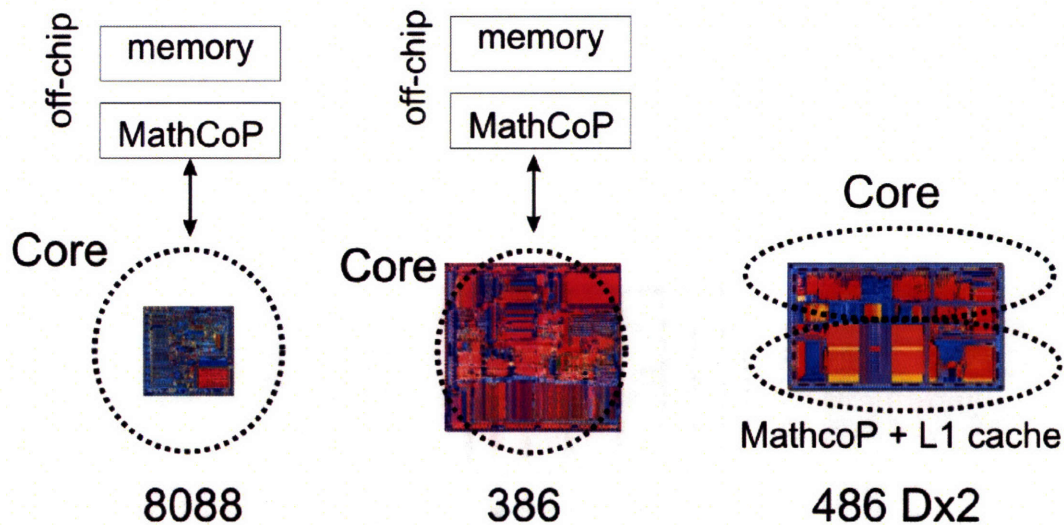 off-chip
memory
MathCoP
Core
8088
off-chip
memory
MathCoP
Core
386
Core
MathcoP + L1 cache
486 Dx2